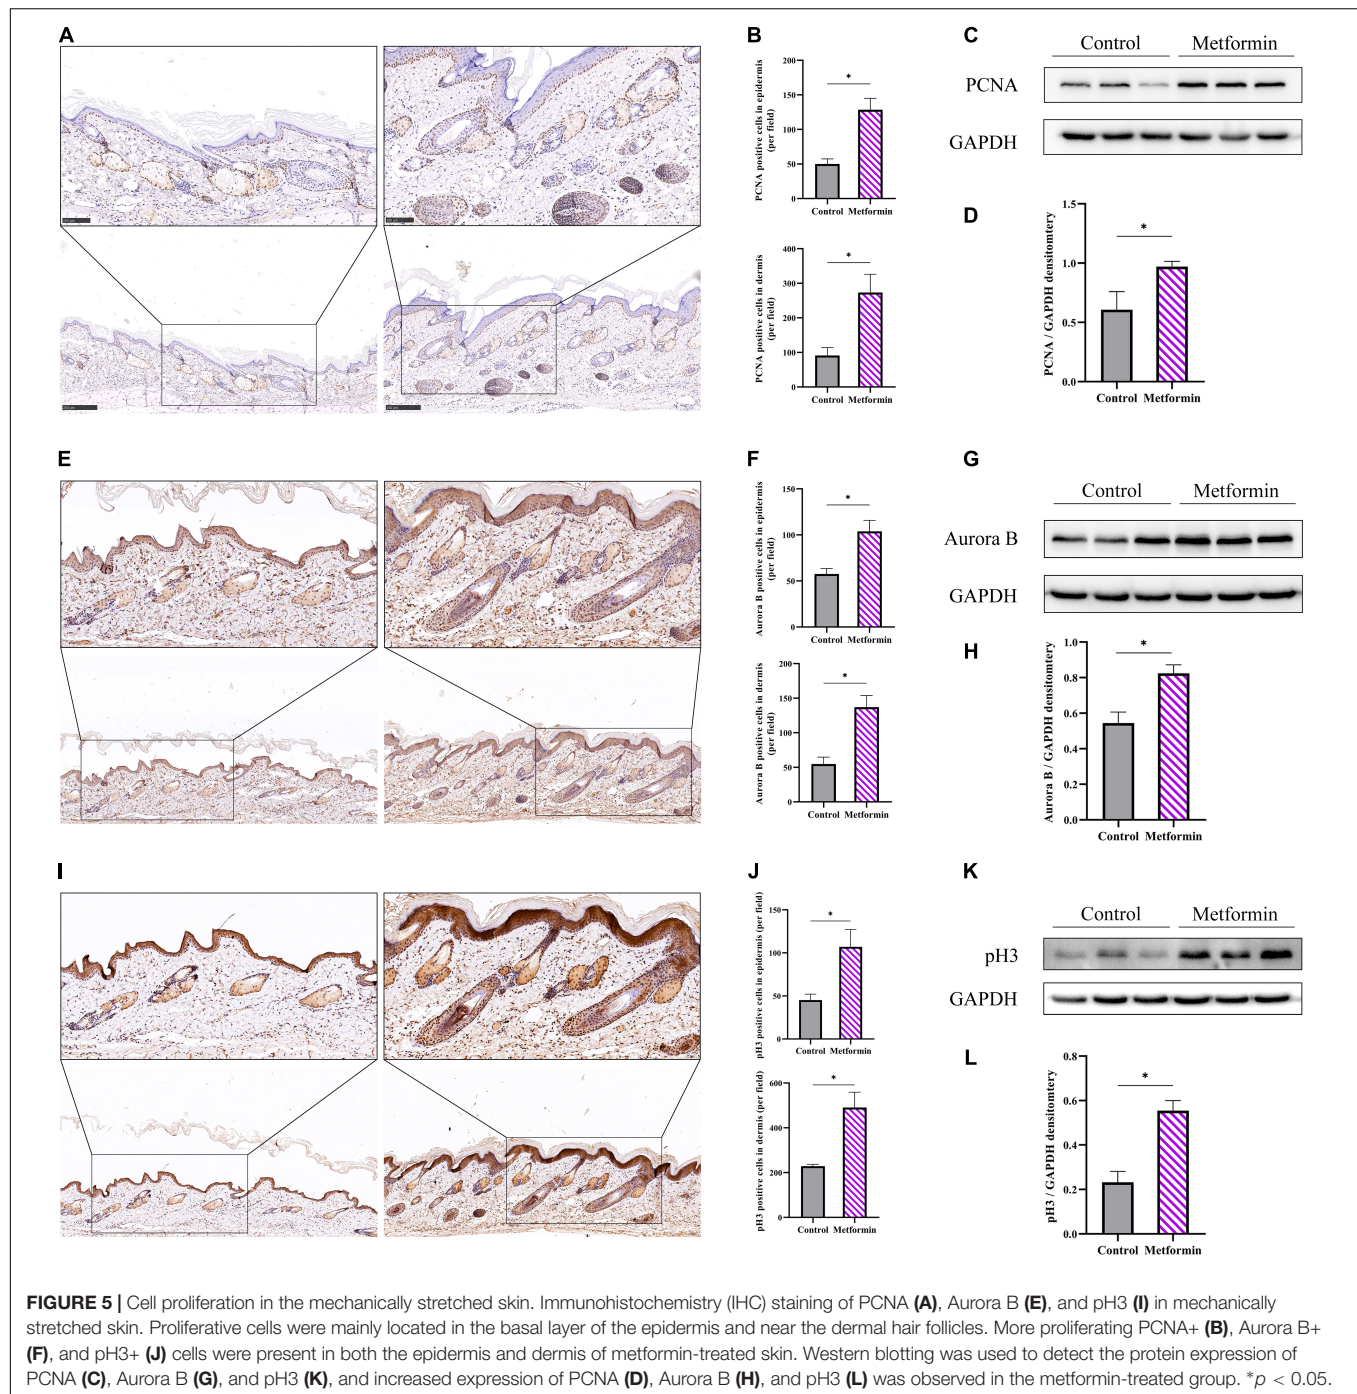 A
B
PCNA positive cells in epidermis
(per field)
200
150
100
50
0
*
Control Metformin
PCNA positive cells in dermis
(per field)
400
300
200
100
0
*
Control Metformin
C
Control Metformin
PCNA
GAPDH
D
PCNA / GAPDH densitomtery
1.5
1.0
0.5
0.0
*
Control Metformin
E
F
Aurora B positive cells in epidermis
(per field)
150
100
50
0
*
Control Metformin
Aurora B positive cells in dermis
(per field)
200
150
100
50
0
*
Control Metformin
G
Control Metformin
Aurora B
GAPDH
H
Aurora B / GAPDH densitomtery
1.0
0.8
0.6
0.4
0.2
0.0
*
Control Metformin
I
J
pH3 positive cells in epidermis (per field)
150
100
50
0
*
Control Metformin
pH3 positive cells in dermis (per field)
600
400
200
0
*
Control Metformin
K
Control Metformin
pH3
GAPDH
L
pH3 / GAPDH densitomtery
0.8
0.6
0.4
0.2
0.0
*
Control Metformin
FIGURE 5 | Cell proliferation in the mechanically stretched skin. Immunohistochemistry (IHC) staining of PCNA (A), Aurora B (E), and pH3 (I) in mechanically
stretched skin. Proliferative cells were mainly located in the basal layer of the epidermis and near the dermal hair follicles. More proliferating PCNA+ (B), Aurora B+
(F), and pH3+ (J) cells were present in both the epidermis and dermis of metformin-treated skin. Western blotting was used to detect the protein expression of
PCNA (C), Aurora B (G), and pH3 (K), and increased expression of PCNA (D), Aurora B (H), and pH3 (L) was observed in the metformin-treated group. *p < 0.05.